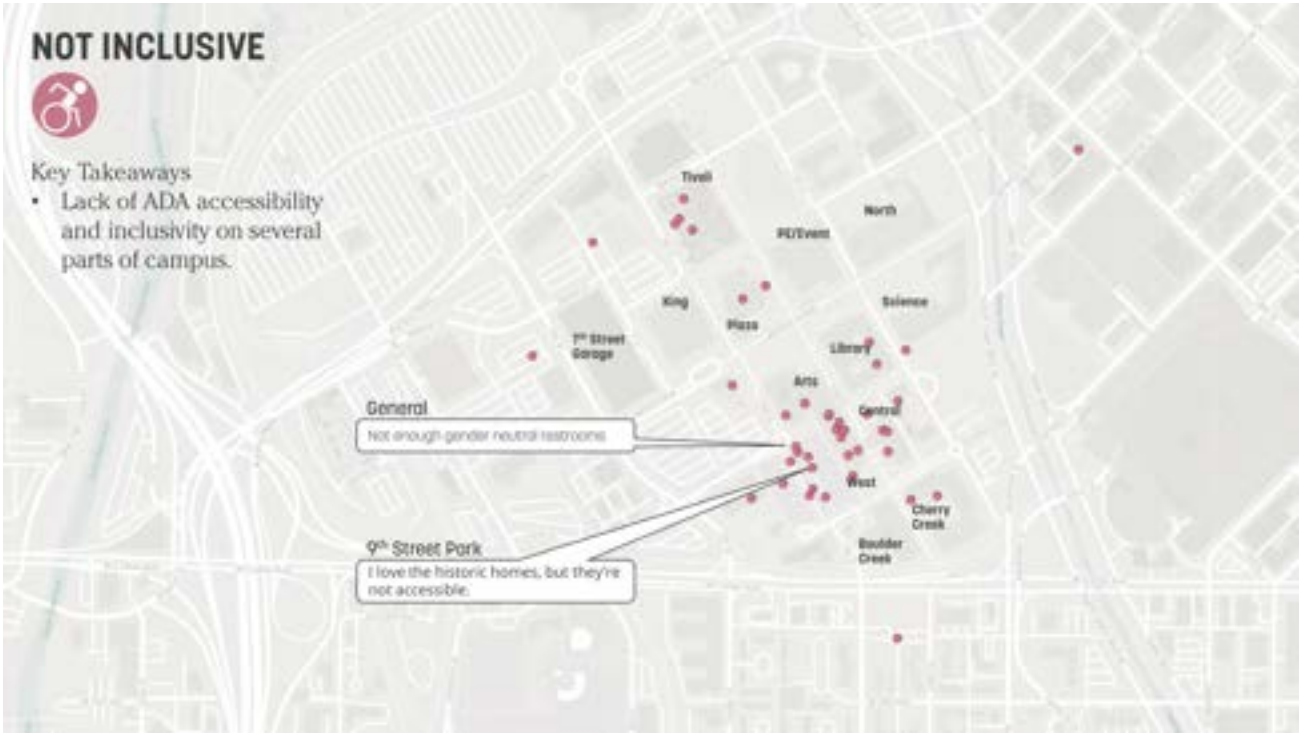 NOT INCLUSIVE
Key Takeaways
• Lack of ADA accessibility
and inclusivity on several
parts of campus.
Tivoli
North
PE/Event
King
Science
Plaza
7th Street
Garage
Library
Arts
General
Central
Not enough gender neutral restrooms
West
Cherry
Creek
9th Street Park
Boulder
Creek
I love the historic homes, but they're
not accessible.